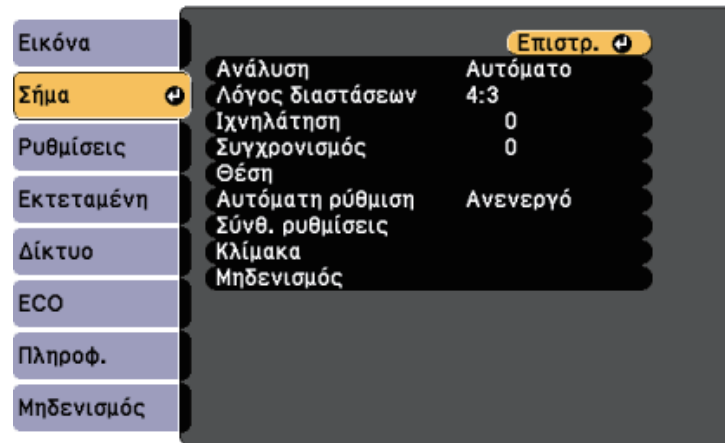 Εικόνα
Σήμα
Ρυθμίσεις
Εκτεταμένη
Δίκτυο
ECO
Πληροφ.
Μηδενισμός
Επιστρ.
Ανάλυση Αυτόματο
Λόγος διαστάσεων 4:3
Ιχνηλάτηση 0
Συγχρονισμός 0
Θέση
Αυτόματη ρύθμιση Ανενεργό
Σύνθ. ρυθμίσεις
Κλίμακα
Μηδενισμός